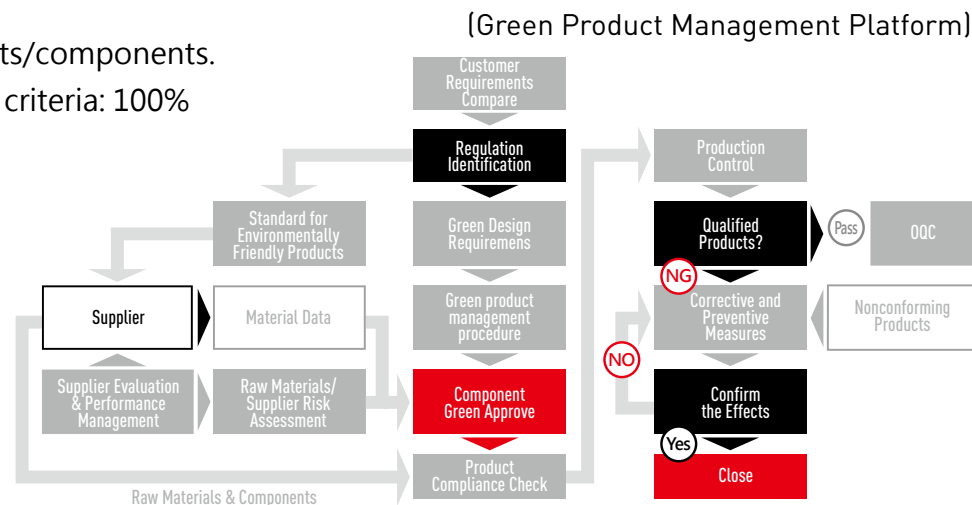 (Green Product Management Platform)
ts/components.
criteria: 100%
Customer
Requirements
Compare
Regulation
Identification
Production
Control
Standard for
Environmentally
Friendly Products
Green Design
Requiremens
Qualified
Products?
Pass
OQC
NG
Supplier
Material Data
Green product
management
procedure
Corrective and
Preventive
Measures
Nonconforming
Products
NO
Supplier Evaluation
& Performance
Management
Raw Materials/
Supplier Risk
Assessment
Component
Green Approve
Confirm
the Effects
Yes
Product
Compliance Check
Close
Raw Materials & Components